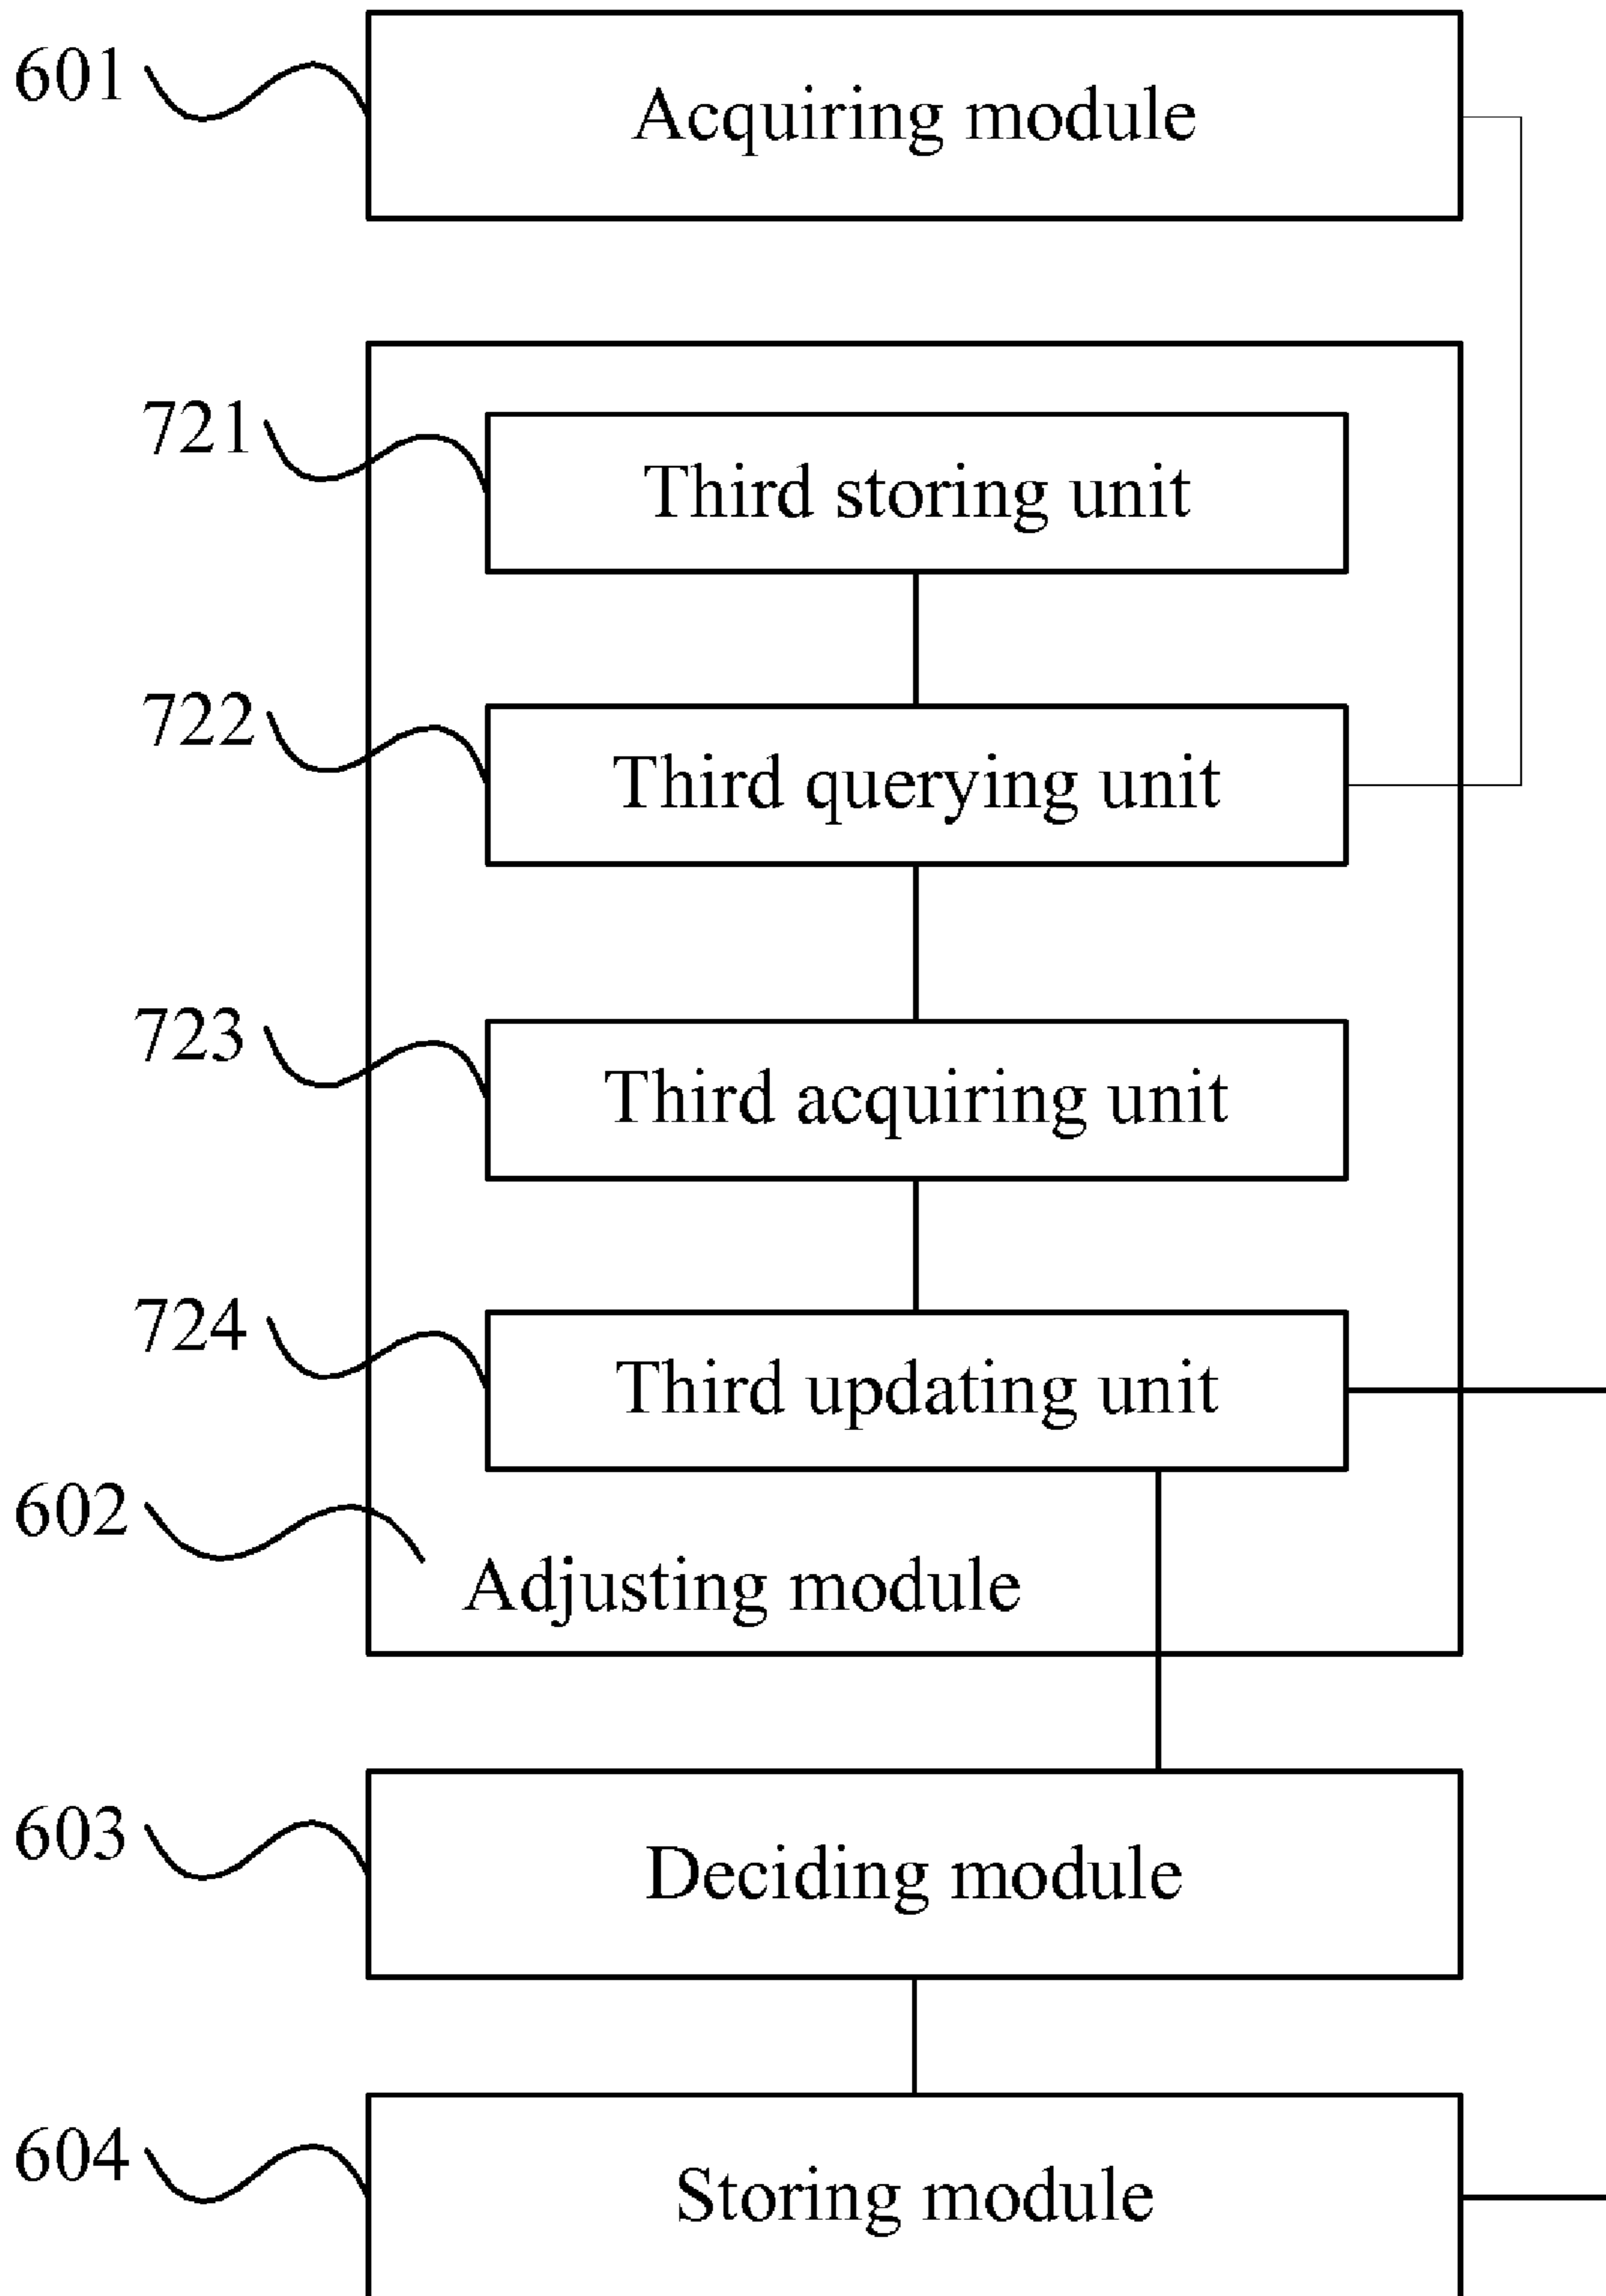 601
Acquiring module
721
Third storing unit
722
Third querying unit
723
Third acquiring unit
724
Third updating unit
602
Adjusting module
603
Deciding module
604
Storing module